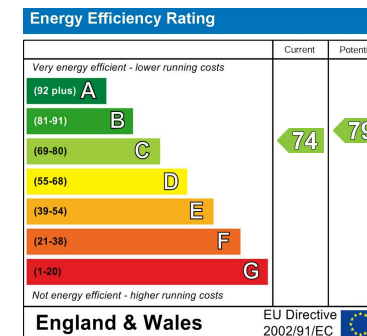 Energy Efficiency Rating
Current Potenti
Very energy efficient - lower running costs
(92 plus) A
(81-91) B
(69-80) C
74 79
(55-68) D
(39-54) E
(21-38) F
(1-20) G
Not energy efficient - higher running costs
England & Wales
EU Directive
2002/91/EC